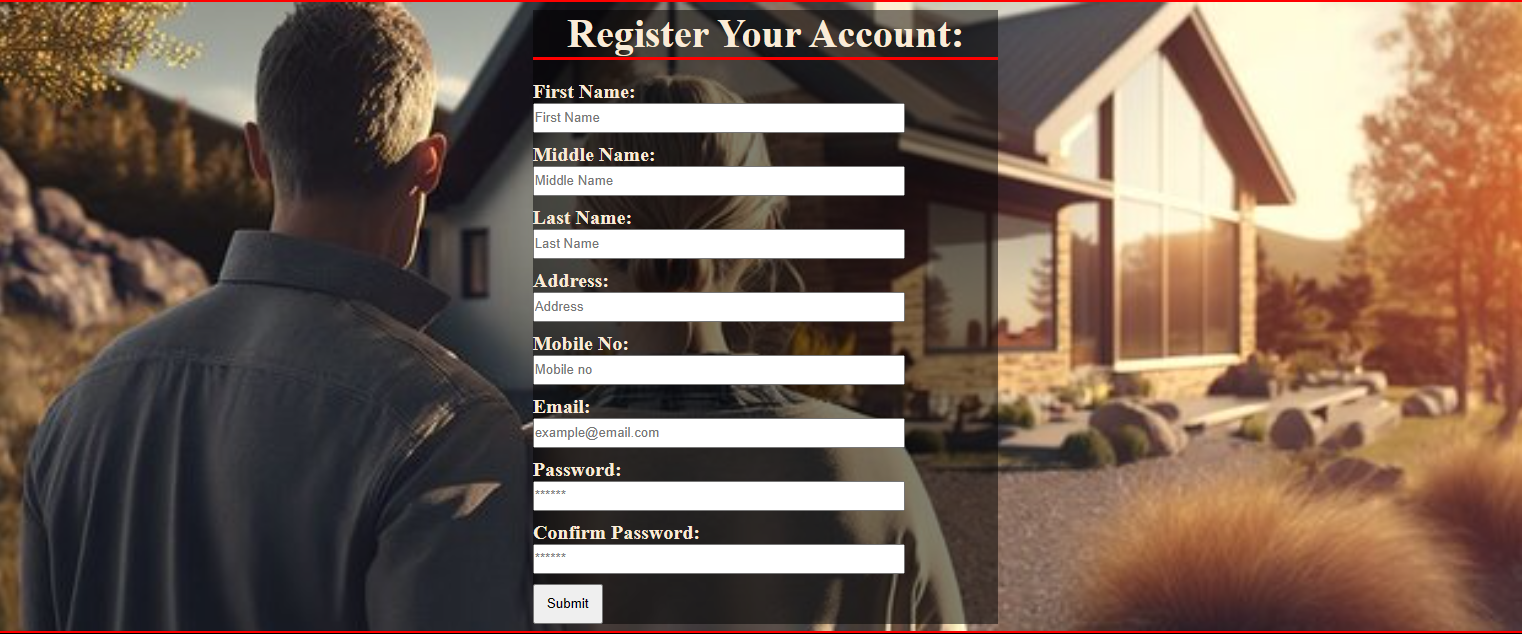 Register Your Account:
First Name:
First Name
Middle Name:
Middle Name
Last Name:
Last Name
Address:
Address
Mobile No:
Mobile no
Email:
example@email.com
Password:
******
Confirm Password:
******
Submit